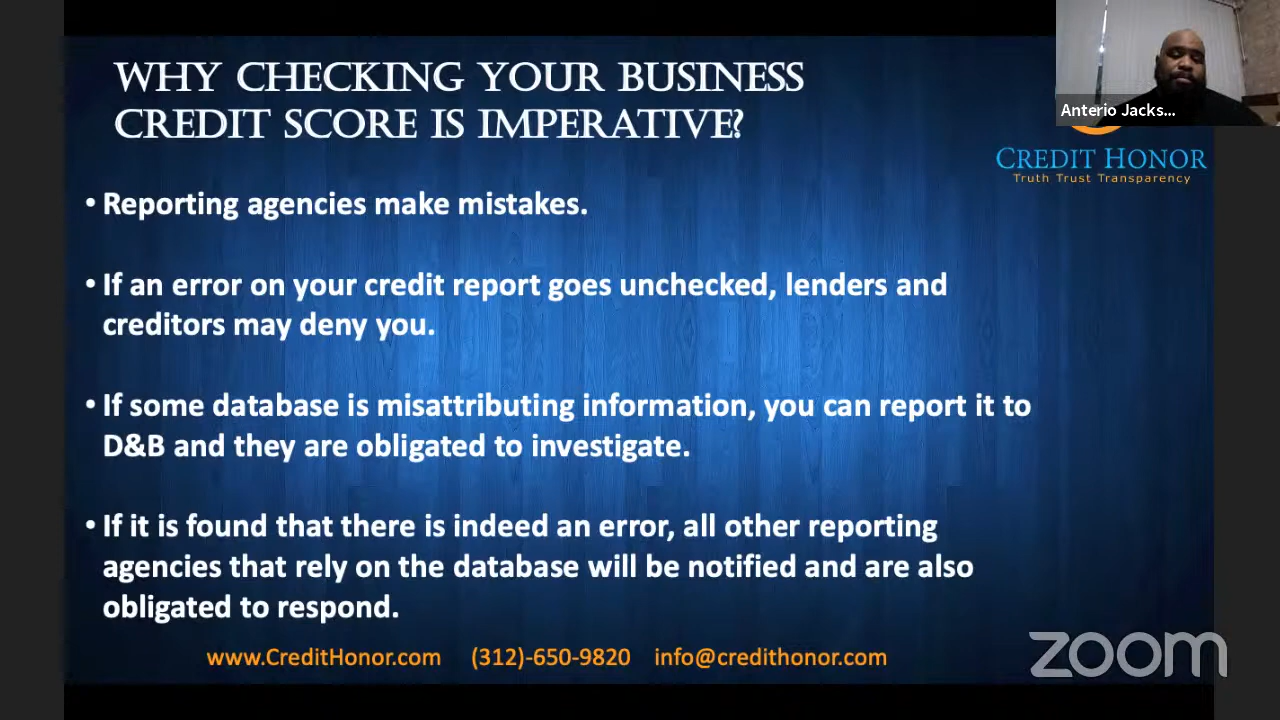 WHY CHECKING YOUR BUSINESS
CREDIT SCORE IS IMPERATIVE?
Anterio Jacks...
CREDIT HONOR
Truth Trust Transparency
• Reporting agencies make mistakes.
• If an error on your credit report goes unchecked, lenders and
creditors may deny you.
• If some database is misattributing information, you can report it to
D&B and they are obligated to investigate.
• If it is found that there is indeed an error, all other reporting
agencies that rely on the database will be notified and are also
obligated to respond.
www.CreditHonor.com (312)-650-9820 info@credithonor.com
zoom